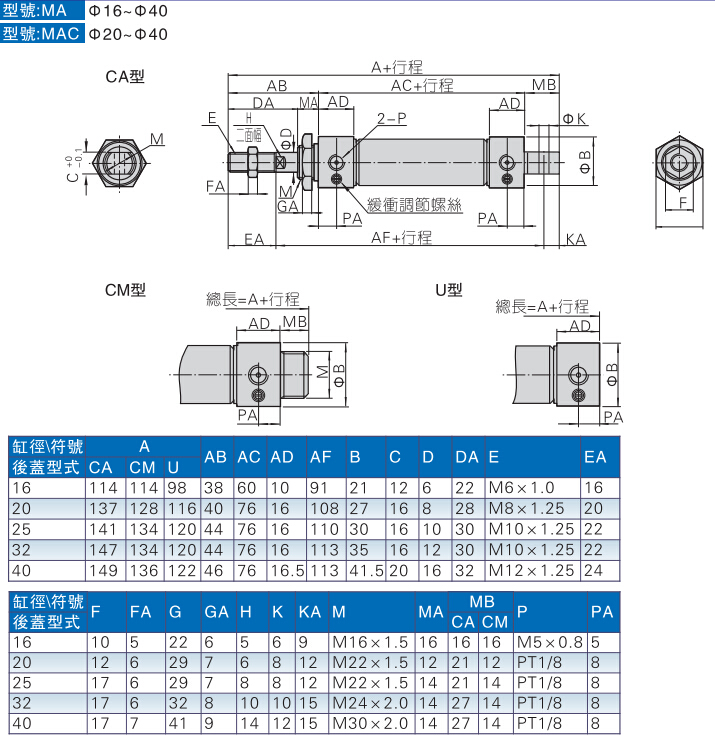 型號:MA Φ16~Φ40
型號:MAC Φ20~Φ40
CA型
A+行程
AB AC+行程 MB
DA MA AD AD
E H 二面幅 ΦD 2-P ΦK
M
C +0 -0.1
ΦB
FA M GA
緩衝調節螺絲
PA PA
F
EA AF+行程 KA
CM型 U型
總長=A+行程 總長=A+行程
AD MB AD
M ΦB ΦB
PA PA
缸徑\符號 A AB AC AD AF B C D DA E EA
後蓋型式 CA CM U
16 114 114 98 38 60 10 91 21 12 6 22 M6×1.0 16
20 137 128 116 40 76 16 108 27 16 8 28 M8×1.25 20
25 141 134 120 44 76 16 110 30 16 10 30 M10×1.25 22
32 147 134 120 44 76 16 113 35 16 12 30 M10×1.25 22
40 149 136 122 46 76 16.5 113 41.5 20 16 32 M12×1.25 24
缸徑\符號 F FA G GA H K KA M MA MB P PA
後蓋型式 CA CM
16 10 5 22 6 5 6 9 M16×1.5 16 16 16 M5×0.8 5
20 12 6 29 7 6 8 12 M22×1.5 12 21 12 PT1/8 8
25 17 6 29 7 8 8 12 M22×1.5 14 21 14 PT1/8 8
32 17 6 32 8 10 10 15 M24×2.0 14 27 14 PT1/8 8
40 17 7 41 9 14 12 15 M30×2.0 14 27 14 PT1/8 8